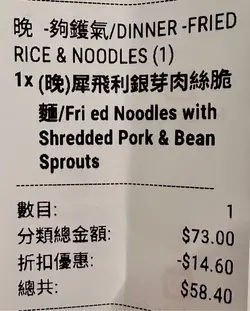 晚 -夠鑊氣/DINNER -FRIED
RICE & NOODLES (1)
1x (晚)犀飛利銀芽肉絲脆
麵/Fri ed Noodles with
Shredded Pork & Bean
Sprouts
數目: 1
分類總金額: $73.00
折扣優惠: -$14.60
總共: $58.40